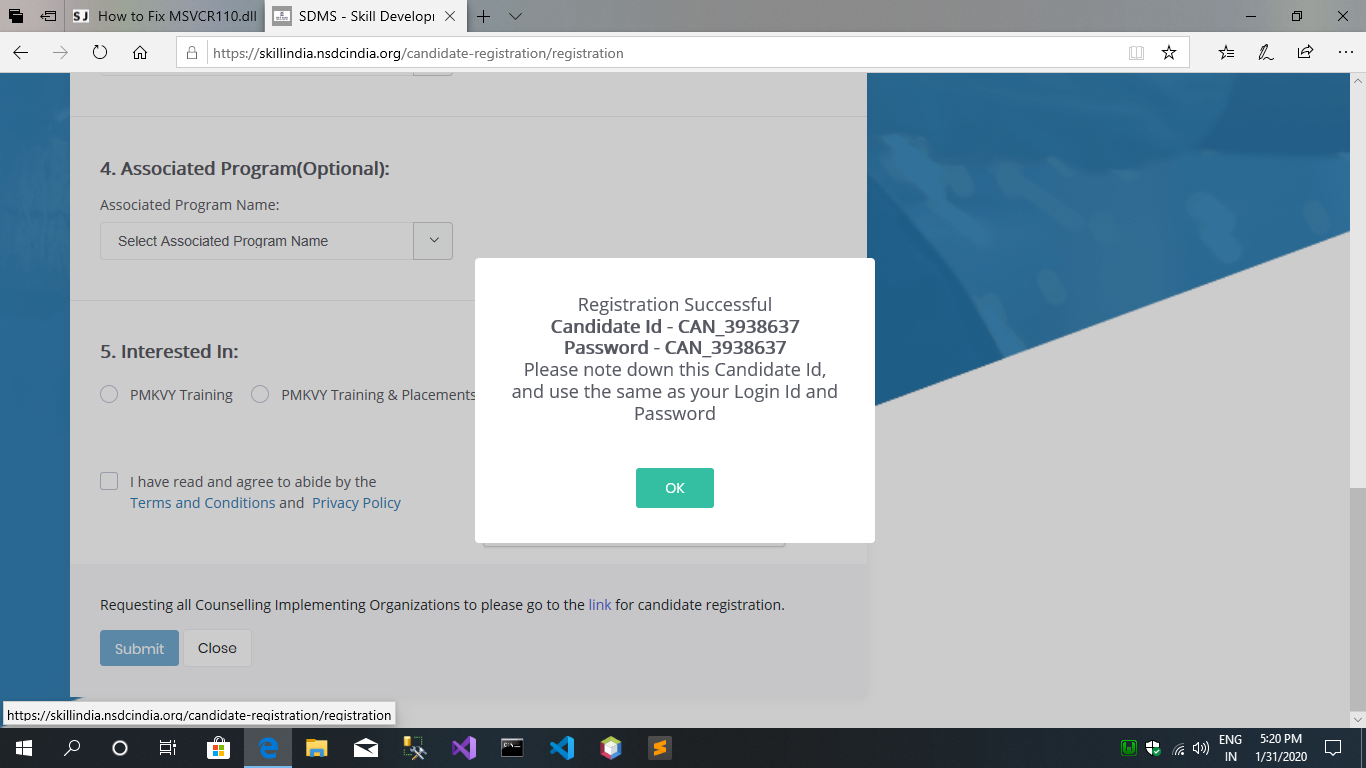 How to Fix MSVCR110.dll
SDMS - Skill Developr
https://skillindia.nsdcindia.org/candidate-registration/registration
4. Associated Program(Optional):
Associated Program Name:
Select Associated Program Name
5. Interested In:
PMKVY Training
PMKVY Training & Placements
Registration Successful
Candidate Id - CAN_3938637
Password - CAN_3938637
Please note down this Candidate Id,
and use the same as your Login Id and
Password
OK
I have read and agree to abide by the
Terms and Conditions and Privacy Policy
Requesting all Counselling Implementing Organizations to please go to the link for candidate registration.
Submit
Close
https://skillindia.nsdcindia.org/candidate-registration/registration
ENG
IN
5:20 PM
1/31/2020